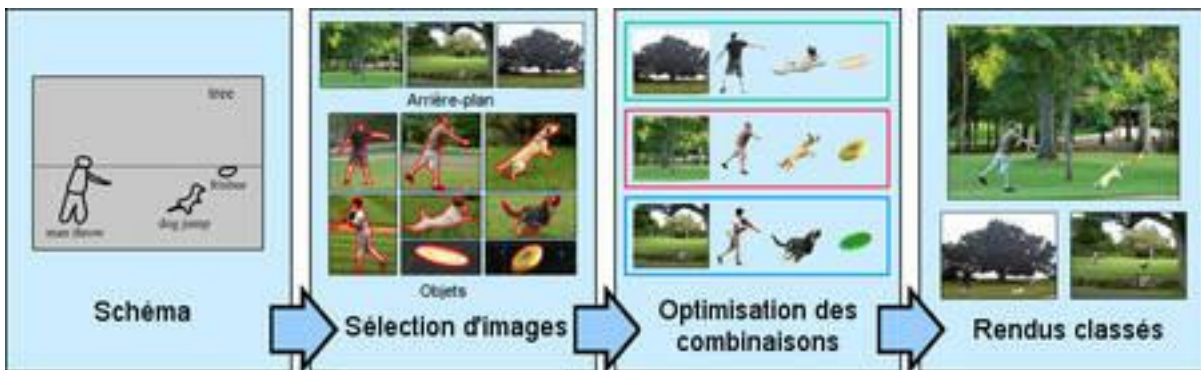 tree
frisbee
man throw
dog jump
Schéma
Arrière-plan
Objets
Sélection d'images
Optimisation des
combinaisons
Rendus classés